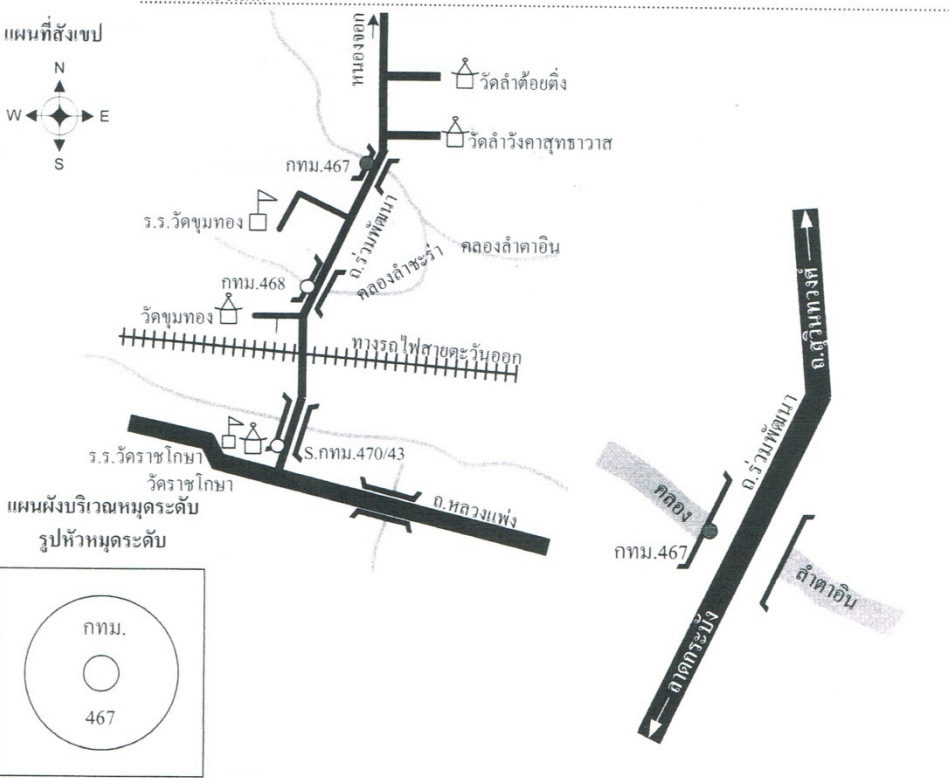 แผนที่สังเขป
N
W E
S
หนองจอก
วัดลำต้อยติ่ง
วัดลำวังคาสุทธาวาส
กทม.467
ร.ร.วัดขุมทอง
ถ.ร่วมพัฒนา
คลองลำชะร่า
คลองลำตาอิน
กทม.468
วัดขุมทอง
ทางรถไฟสายตะวันออก
ร.ร.วัดราชโกษา
วัดราชโกษา
S.กทม.470/43
ถ.หลวงแพ่ง
แผนผังบริเวณหมุดระดับ
รูปหัวหมุดระดับ
กทม.
467
ถ.สุวินทวงศ์
ถ.ร่วมพัฒนา
คลอง
กทม.467
ลำตาอิน
ลาดกระบัง